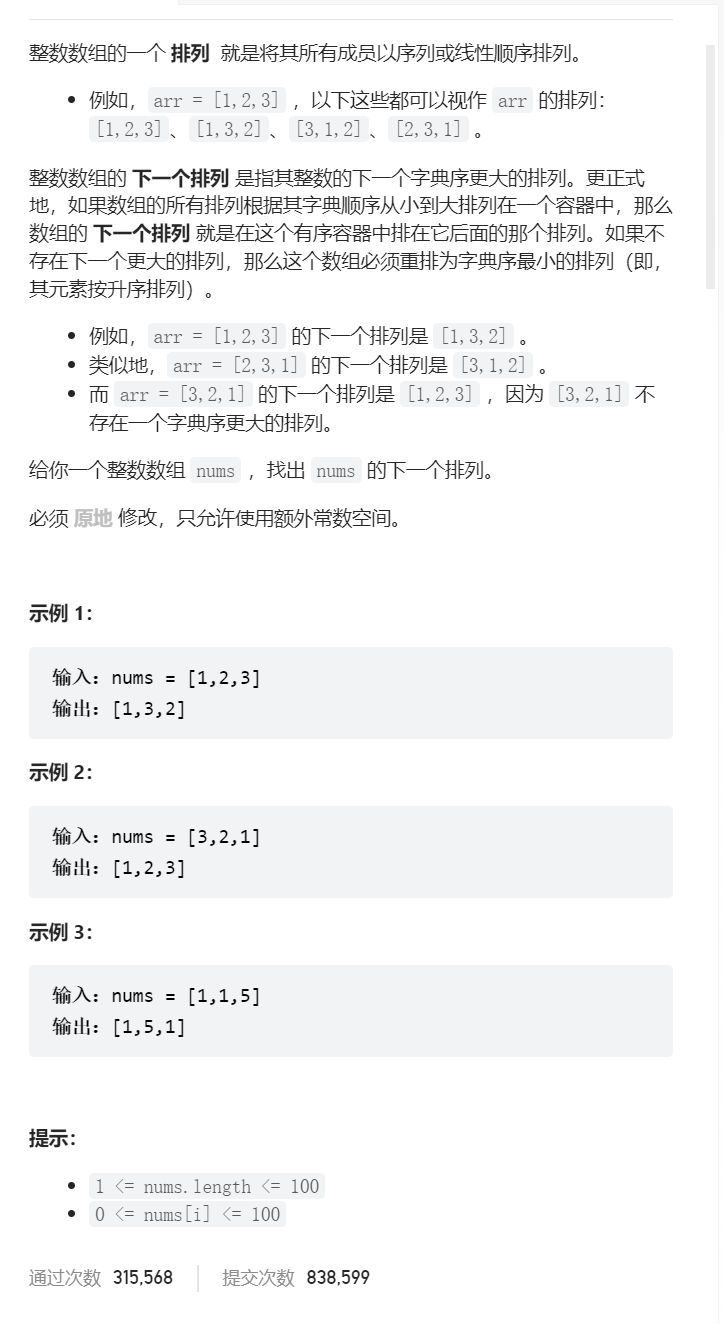 整数数组的一个 排列 就是将其所有成员以序列或线性顺序排列。
例如，arr = [1,2,3] ，以下这些都可以视作 arr 的排列：
[1,2,3]、[1,3,2]、[3,1,2]、[2,3,1] 。
整数数组的 下一个排列 是指其整数的下一个字典序更大的排列。更正式
地，如果数组的所有排列根据其字典顺序从小到大排列在一个容器中，那么
数组的 下一个排列 就是在这个有序容器中排在它后面的那个排列。如果不
存在下一个更大的排列，那么这个数组必须重排为字典序最小的排列（即，
其元素按升序排列）。
例如，arr = [1,2,3] 的下一个排列是 [1,3,2] 。
类似地，arr = [2,3,1] 的下一个排列是 [3,1,2] 。
而 arr = [3,2,1] 的下一个排列是 [1,2,3] ，因为 [3,2,1] 不
存在一个字典序更大的排列。
给你一个整数数组 nums ，找出 nums 的下一个排列。
必须 原地 修改，只允许使用额外常数空间。
示例 1：
输入：nums = [1,2,3]
输出：[1,3,2]
示例 2：
输入：nums = [3,2,1]
输出：[1,2,3]
示例 3：
输入：nums = [1,1,5]
输出：[1,5,1]
提示：
1 <= nums.length <= 100
0 <= nums[i] <= 100
通过次数 315,568 提交次数 838,599